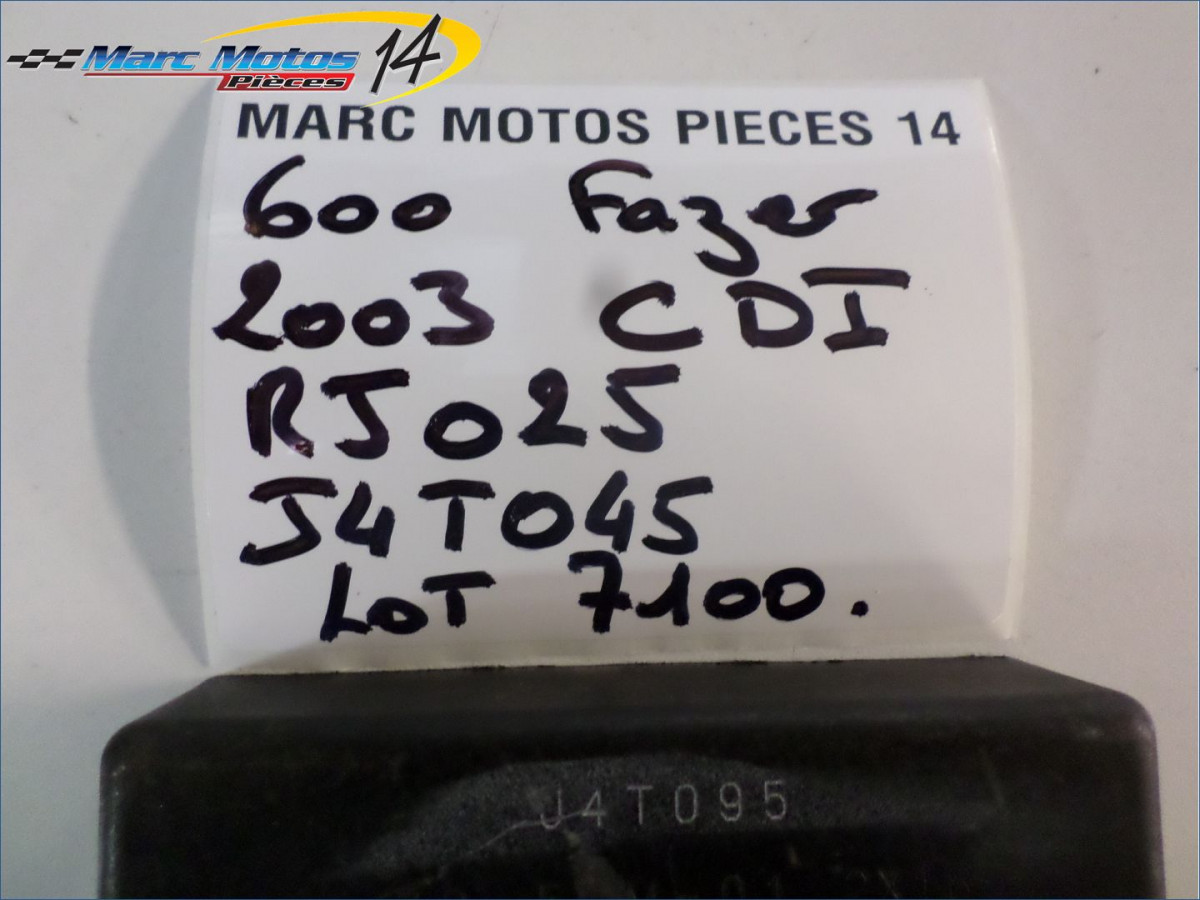 Marc Motos 14
Pièces
MARC MOTOS PIECES 14
600 Fazer
2003 CDI
RJ025
J4T045
LOT 7100.
J4T095